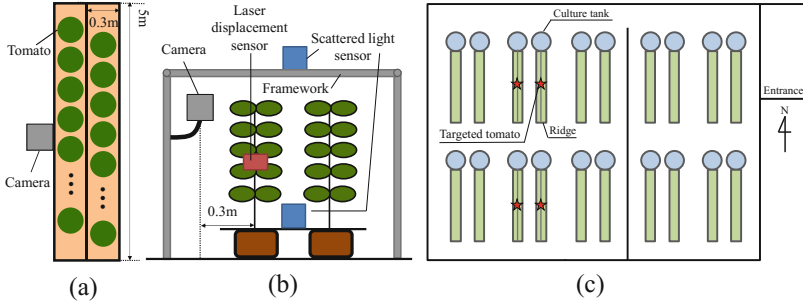 0.3m
5m
Tomato
Camera
(a)
Laser
displacement
sensor
Camera
Scattered light
sensor
Framework
0.3m
(b)
Culture tank
Entrance
N
Targeted tomato
Ridge
(c)